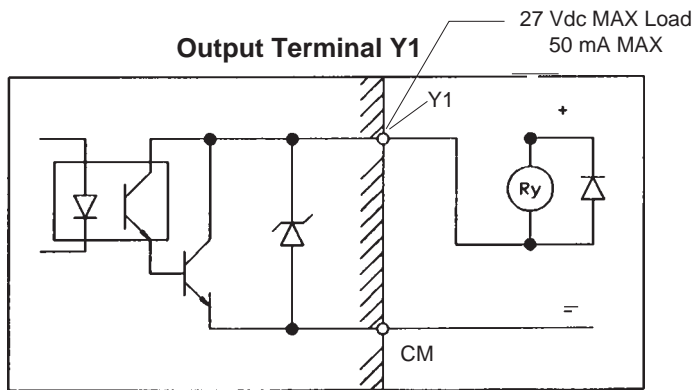 27 Vdc MAX Load
50 mA MAX
Output Terminal Y1
Y1
+
Ry
=
CM